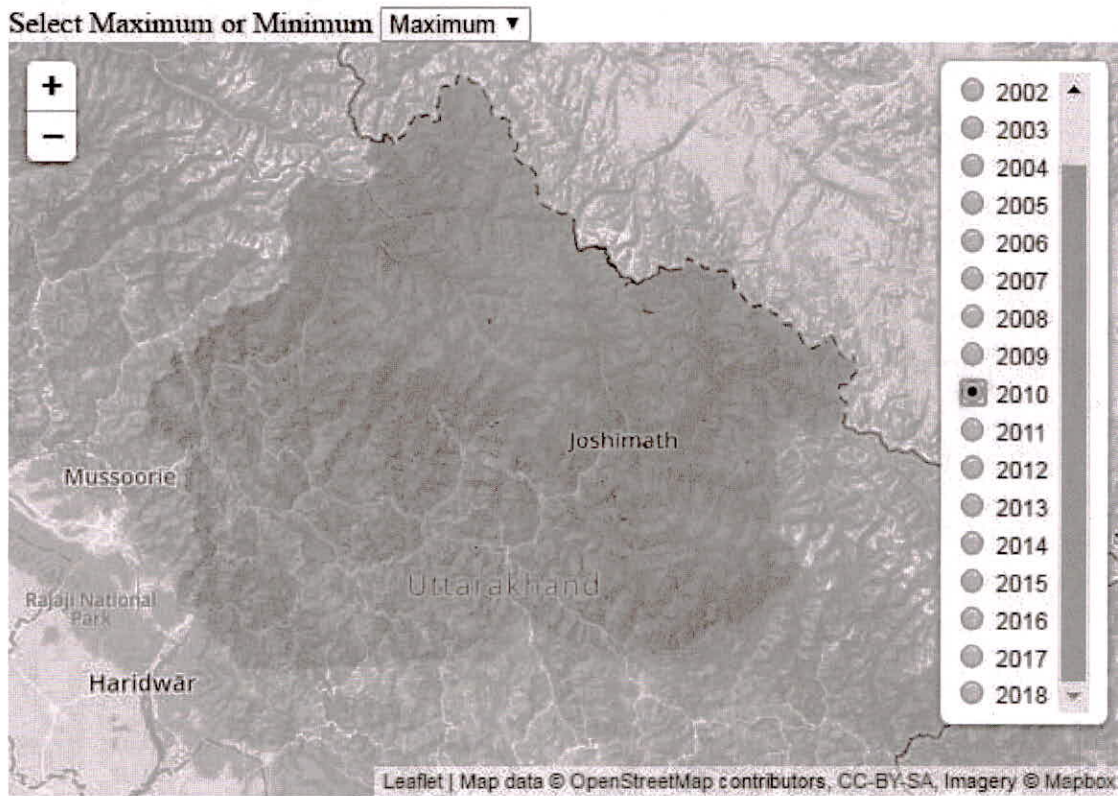 Select Maximum or Minimum Maximum ▼
+
−
2002
2003
2004
2005
2006
2007
2008
2009
2010
2011
2012
2013
2014
2015
2016
2017
2018
Joshimath
Mussoorie
Uttarakhand
Rajaji National
Park
Haridwār
Leaflet | Map data © OpenStreetMap contributors, CC-BY-SA, Imagery © Mapbox